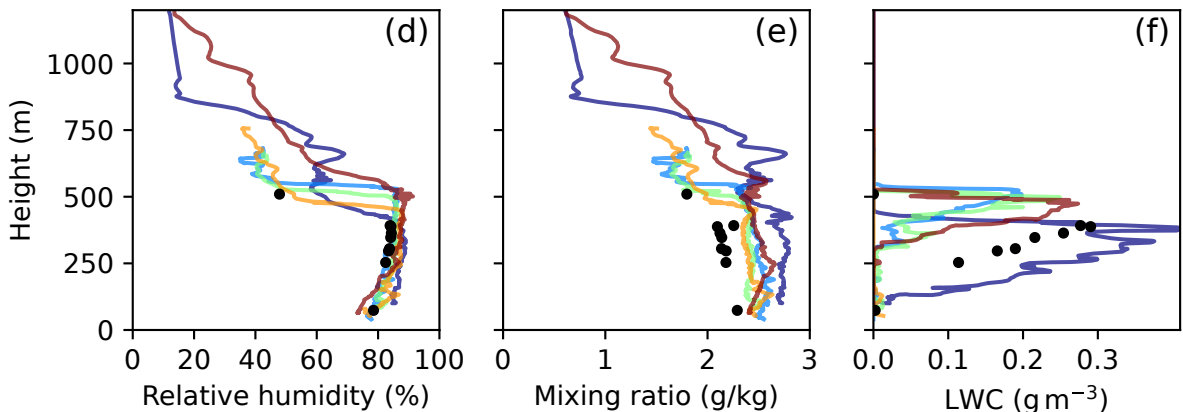 (d) (e) (f)
1000
750
500
250
0
Height (m)
0 20 40 60 80 100
0 1 2 3
0.0 0.1 0.2 0.3
Relative humidity (%)
Mixing ratio (g/kg)
LWC (g m⁻³)